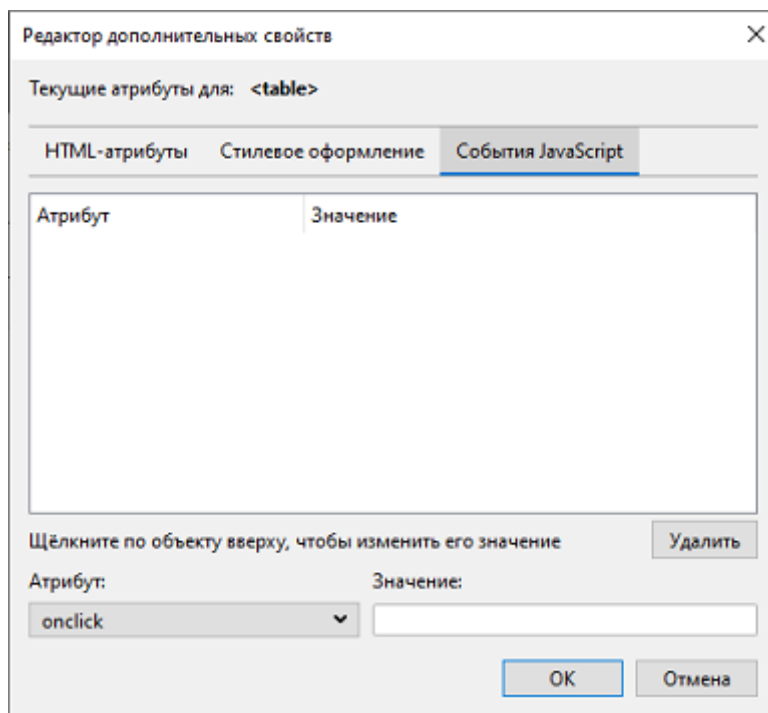 Редактор дополнительных свойств
Текущие атрибуты для: <table>
HTML-атрибуты Стилевое оформление События JavaScript
Атрибут Значение
Щёлкните по объекту вверху, чтобы изменить его значение Удалить
Атрибут: Значение:
onclick
OK Отмена